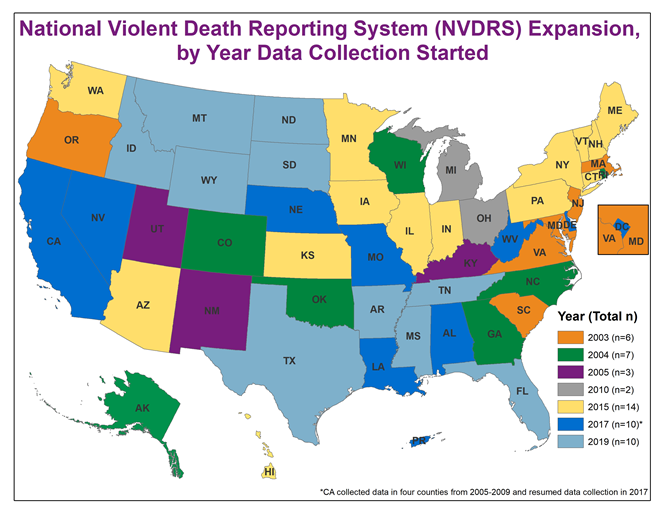 National Violent Death Reporting System (NVDRS) Expansion,
by Year Data Collection Started
WA
MT
ND
MN
ME
OR
ID
SD
WI
MI
VT
NH
NY
MA
CT
RI
WY
IA
PA
NJ
NV
NE
IL
IN
OH
MD
DE
DC
VA
MD
CA
UT
CO
KS
MO
WV
VA
KY
AZ
NM
OK
AR
TN
NC
SC
TX
LA
MS
AL
GA
FL
AK
HI
PR
Year (Total n)
2003 (n=6)
2004 (n=7)
2005 (n=3)
2010 (n=2)
2015 (n=14)
2017 (n=10)*
2019 (n=10)
*CA collected data in four counties from 2005-2009 and resumed data collection in 2017